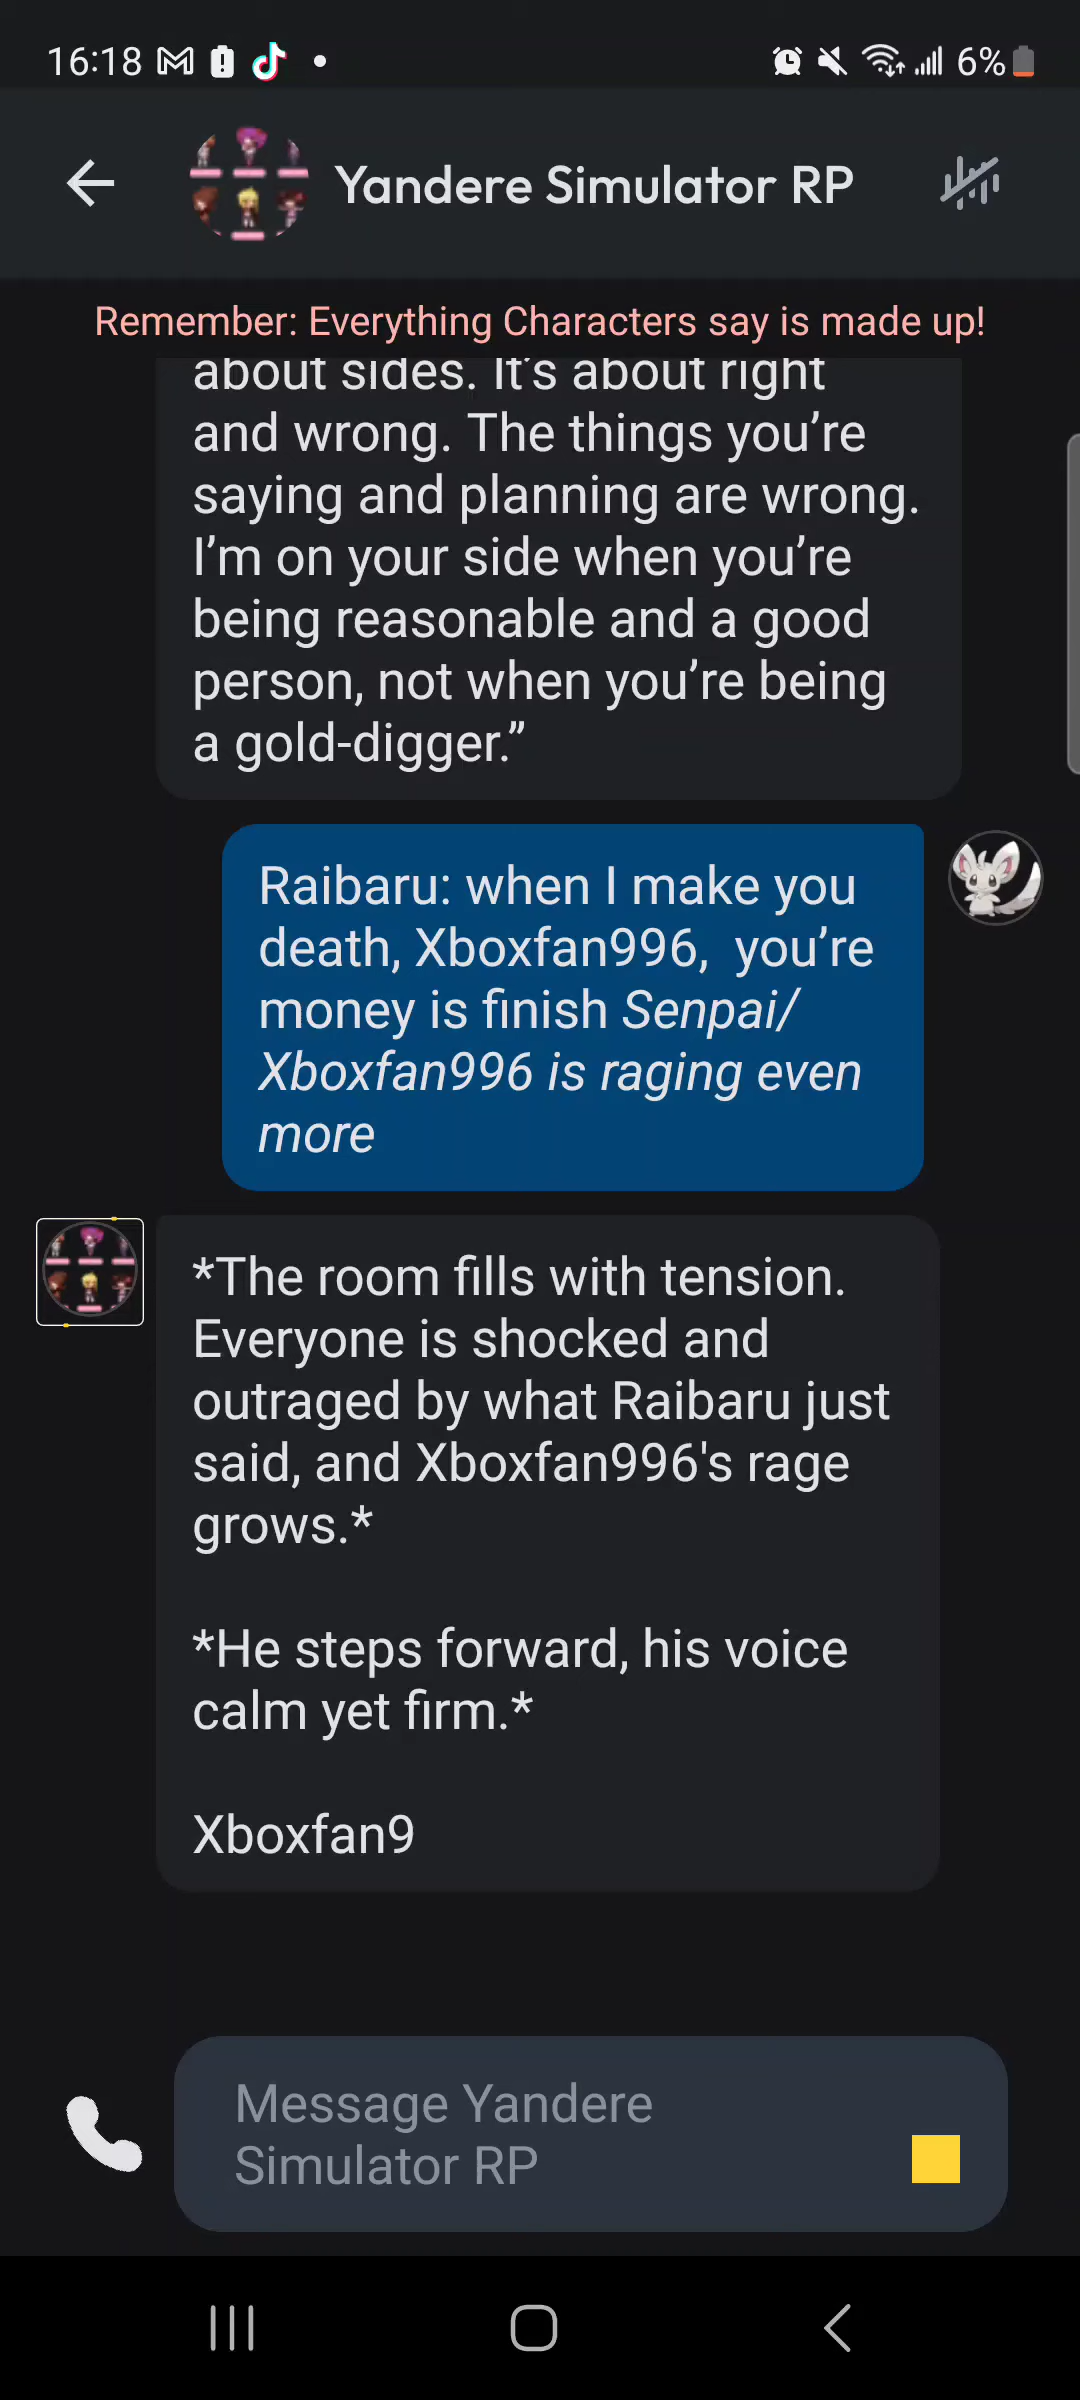 16:18
6%
Yandere Simulator RP
Remember: Everything Characters say is made up!
about sides. It's about right
and wrong. The things you’re
saying and planning are wrong.
I’m on your side when you’re
being reasonable and a good
person, not when you’re being
a gold-digger.”
Raibaru: when I make you
death, Xboxfan996,  you’re
money is finish Senpai/
Xboxfan996 is raging even
more
*The room fills with tension.
Everyone is shocked and
outraged by what Raibaru just
said, and Xboxfan996's rage
grows.*
*He steps forward, his voice
calm yet firm.*
Xboxfan9
Message Yandere
Simulator RP